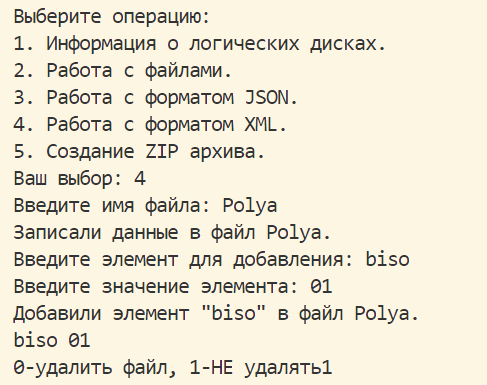 Выберите операцию:
1. Информация о логических дисках.
2. Работа с файлами.
3. Работа с форматом JSON.
4. Работа с форматом XML.
5. Создание ZIP архива.
Ваш выбор: 4
Введите имя файла: Polya
Записали данные в файл Polya.
Введите элемент для добавления: biso
Введите значение элемента: 01
Добавили элемент "biso" в файл Polya.
biso 01
0-удалить файл, 1-НЕ удалять1